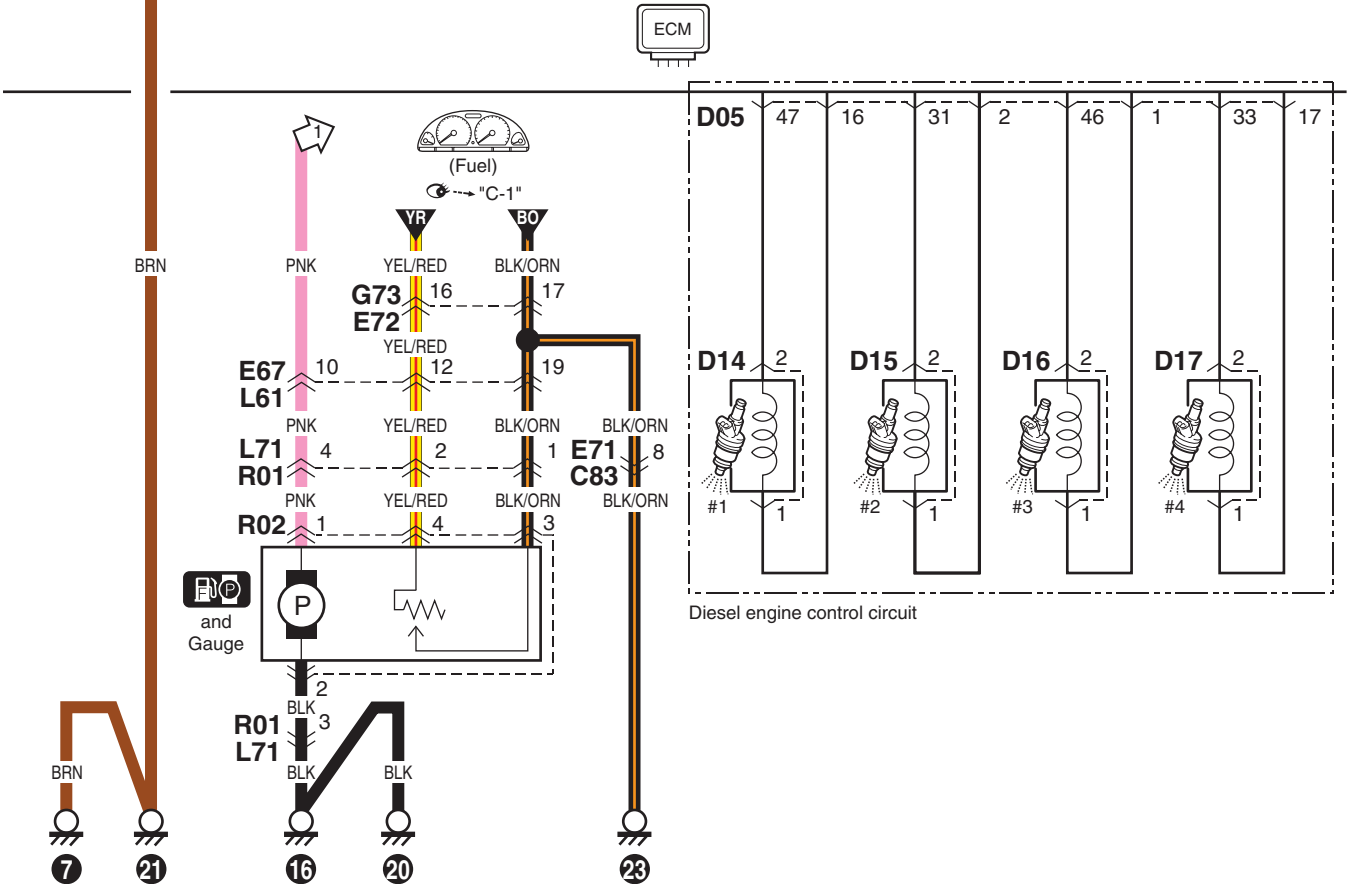 ECM
D05 47 16 31 2 46 1 33 17
1
(Fuel)
"C-1"
YR BO
BRN PNK YEL/RED BLK/ORN
G73 16 17
E72
YEL/RED
E67 10 12 19
L61
PNK YEL/RED BLK/ORN BLK/ORN
L71 4 2 1 E71 8
R01 C83
PNK YEL/RED BLK/ORN BLK/ORN
R02 1 4 3
D14 2 D15 2 D16 2 D17 2
#1 1 #2 1 #3 1 #4 1
F P
and
Gauge
P
Diesel engine control circuit
2
BLK
R01 3
L71
BRN BLK BLK
7 21 16 20 23